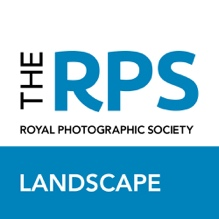 THE RPS
ROYAL PHOTOGRAPHIC SOCIETY
LANDSCAPE